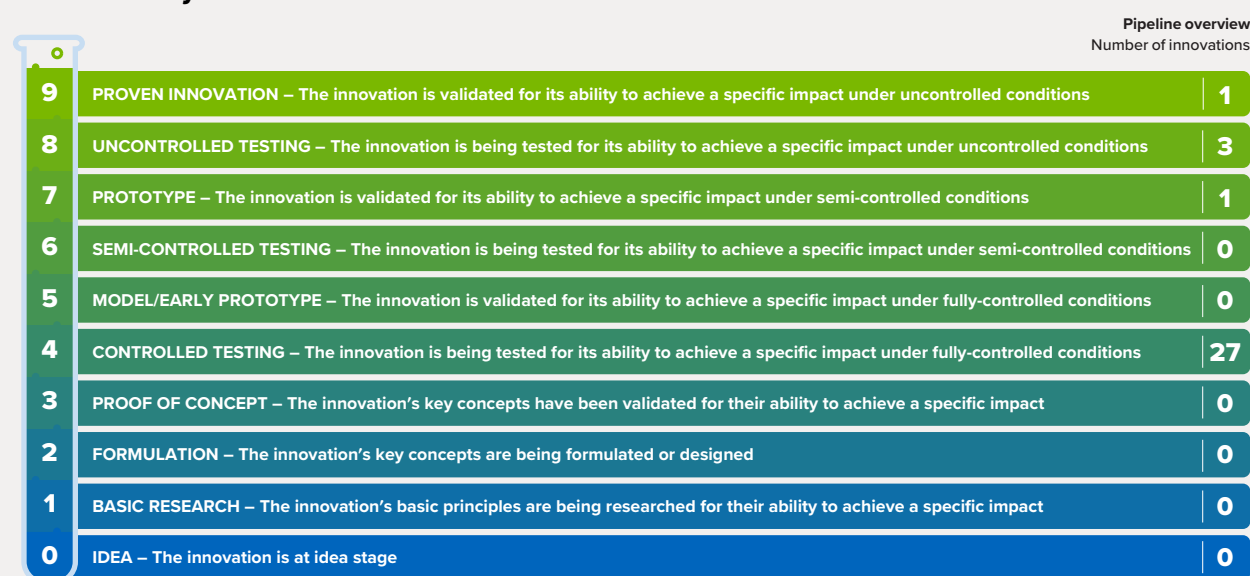 Pipeline overview
Number of innovations
9 PROVEN INNOVATION – The innovation is validated for its ability to achieve a specific impact under uncontrolled conditions 1
8 UNCONTROLLED TESTING – The innovation is being tested for its ability to achieve a specific impact under uncontrolled conditions 3
7 PROTOTYPE – The innovation is validated for its ability to achieve a specific impact under semi-controlled conditions 1
6 SEMI-CONTROLLED TESTING – The innovation is being tested for its ability to achieve a specific impact under semi-controlled conditions 0
5 MODEL/EARLY PROTOTYPE – The innovation is validated for its ability to achieve a specific impact under fully-controlled conditions 0
4 CONTROLLED TESTING – The innovation is being tested for its ability to achieve a specific impact under fully-controlled conditions 27
3 PROOF OF CONCEPT – The innovation’s key concepts have been validated for their ability to achieve a specific impact 0
2 FORMULATION – The innovation’s key concepts are being formulated or designed 0
1 BASIC RESEARCH – The innovation’s basic principles are being researched for their ability to achieve a specific impact 0
0 IDEA – The innovation is at idea stage 0